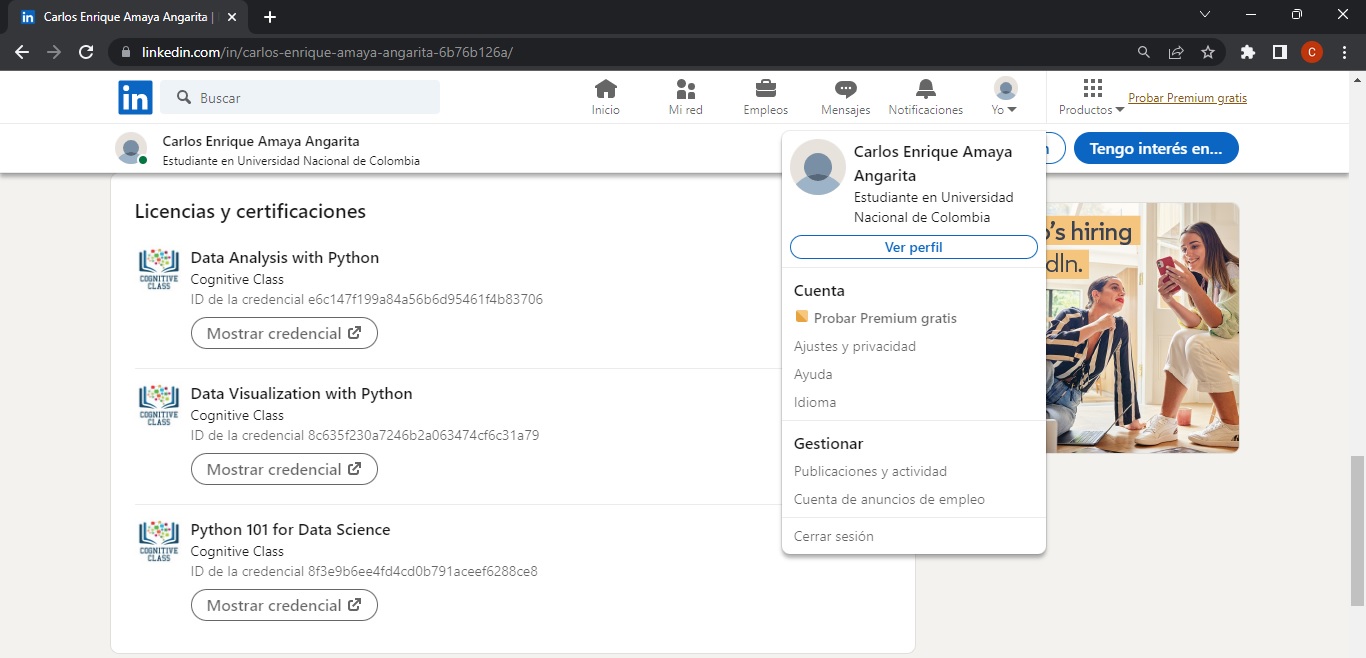 Carlos Enrique Amaya Angarita |
linkedin.com/in/carlos-enrique-amaya-angarita-6b76b126a/
C
in
Buscar
Inicio
Mi red
Empleos
Mensajes
Notificaciones
Yo
Productos
Probar Premium gratis
Carlos Enrique Amaya Angarita
Estudiante en Universidad Nacional de Colombia
Tengo interés en...
Licencias y certificaciones
COGNITIVE
CLASS
Data Analysis with Python
Cognitive Class
ID de la credencial e6c147f199a84a56b6d95461f4b83706
Mostrar credencial
COGNITIVE
CLASS
Data Visualization with Python
Cognitive Class
ID de la credencial 8c635f230a7246b2a063474cf6c31a79
Mostrar credencial
COGNITIVE
CLASS
Python 101 for Data Science
Cognitive Class
ID de la credencial 8f3e9b6ee4fd4cd0b791aceef6288ce8
Mostrar credencial
Carlos Enrique Amaya
Angarita
Estudiante en Universidad
Nacional de Colombia
Ver perfil
Cuenta
Probar Premium gratis
Ajustes y privacidad
Ayuda
Idioma
Gestionar
Publicaciones y actividad
Cuenta de anuncios de empleo
Cerrar sesión
's hiring
dIn.